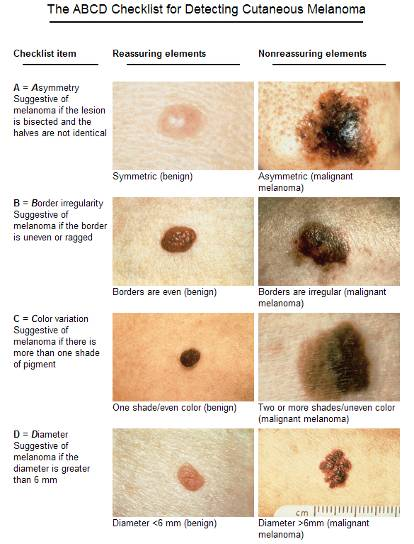 The ABCD Checklist for Detecting Cutaneous Melanoma
Checklist item
Reassuring elements
Nonreassuring elements
A = Asymmetry
Suggestive of
melanoma if the lesion
is bisected and the
halves are not identical
Symmetric (benign)
Asymmetric (malignant
melanoma)
B = Border irregularity
Suggestive of
melanoma if the border
is uneven or ragged
Borders are even (benign)
Borders are irregular (malignant
melanoma)
C = Color variation
Suggestive of
melanoma if there is
more than one shade
of pigment
One shade/even color (benign)
Two or more shades/uneven color
(malignant melanoma)
D = Diameter
Suggestive of
melanoma if the
diameter is greater
than 6 mm
cm
Diameter <6 mm (benign)
Diameter >6mm (malignant
melanoma)